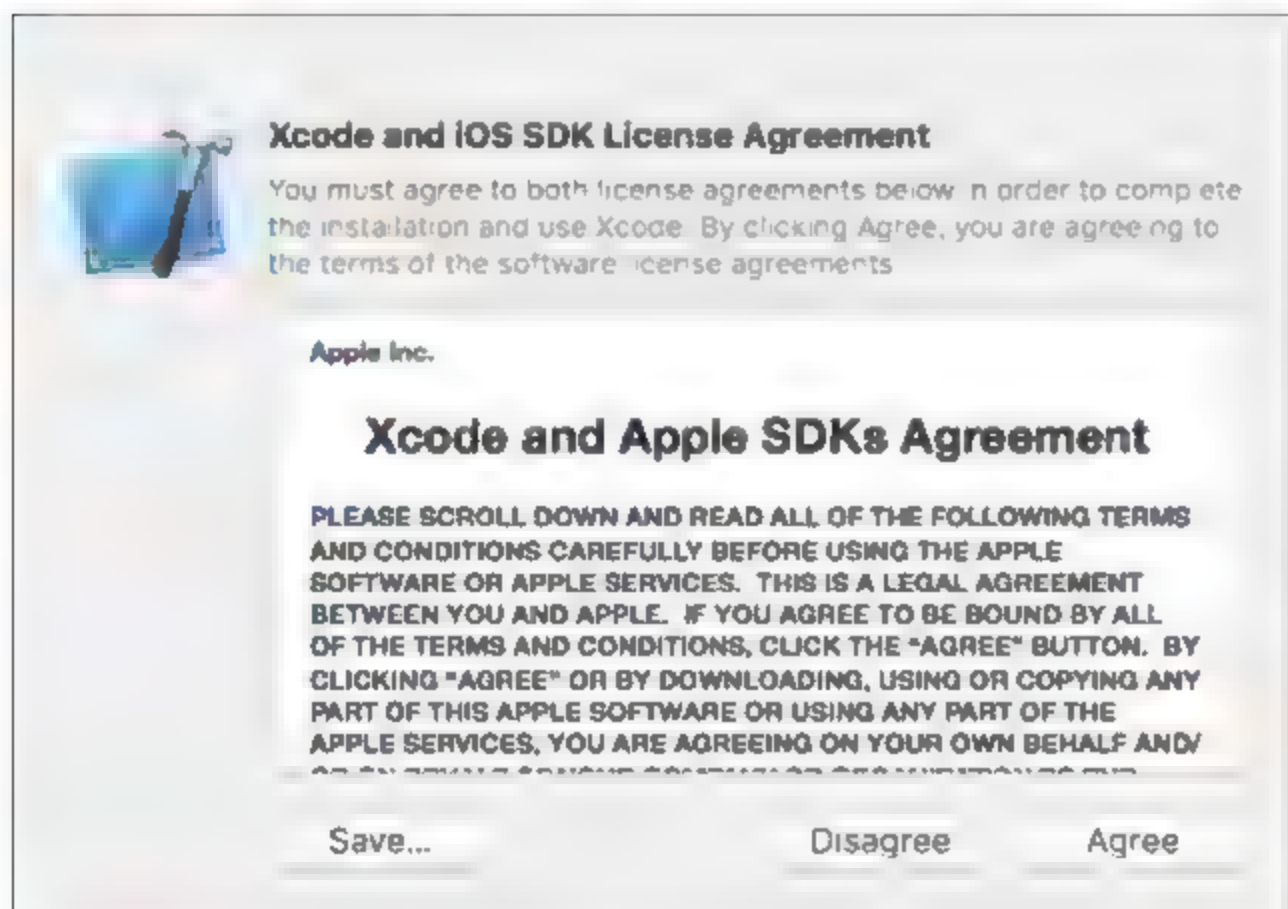 Xcode and iOS SDK License Agreement
You must agree to both license agreements below in order to complete
the installation and use Xcode. By clicking Agree, you are agreeing to
the terms of the software license agreements
Apple Inc.
Xcode and Apple SDKs Agreement
PLEASE SCROLL DOWN AND READ ALL OF THE FOLLOWING TERMS
AND CONDITIONS CAREFULLY BEFORE USING THE APPLE
SOFTWARE OR APPLE SERVICES. THIS IS A LEGAL AGREEMENT
BETWEEN YOU AND APPLE. IF YOU AGREE TO BE BOUND BY ALL
OF THE TERMS AND CONDITIONS, CLICK THE "AGREE" BUTTON. BY
CLICKING "AGREE" OR BY DOWNLOADING, USING OR COPYING ANY
PART OF THIS APPLE SOFTWARE OR USING ANY PART OF THE
APPLE SERVICES, YOU ARE AGREEING ON YOUR OWN BEHALF AND/
Save... Disagree Agree